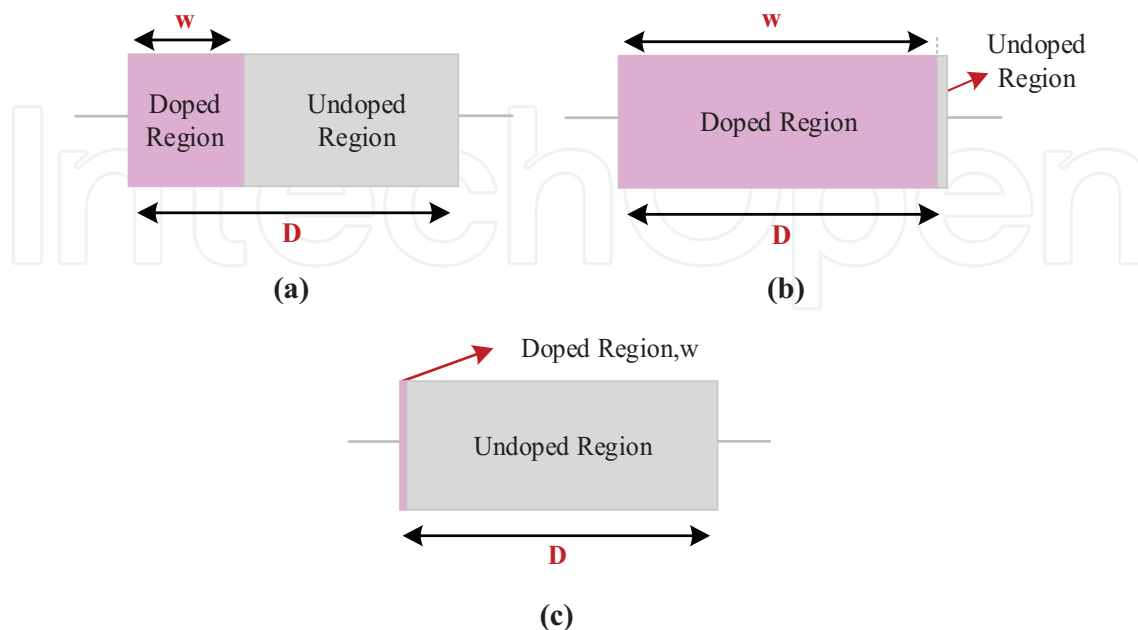 w
Doped
Region
Undoped
Region
D
(a)
w
Undoped
Region
Doped Region
D
(b)
Doped Region,w
Undoped Region
D
(c)
IntechOpen